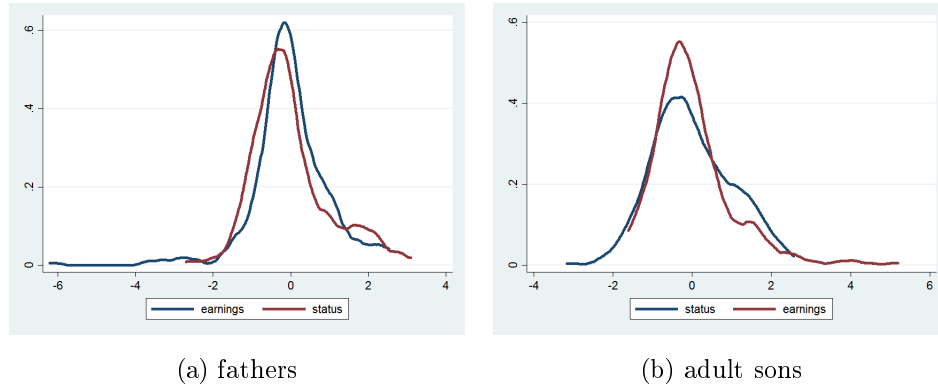 .6
.4
.2
0
-6 -4 -2 0 2 4
earnings status
(a) fathers
.6
.4
.2
0
-4 -2 0 2 4 6
status earnings
(b) adult sons